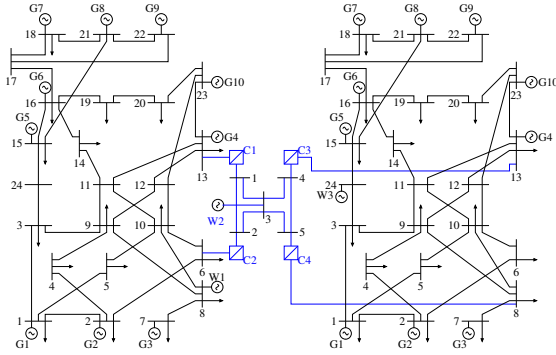 G7 G8 G9 G7 G8 G9
18 21 22 18 21 22
17 G6 23 G10 17 G6 23 G10
16 19 20 16 19 20
G5 G4 G5 G4
15 14 13 C1 C3 15 14 13
24 11 12 1 4 24 11 12
W3
W2 3
3 9 10 2 5 3 9 10
6 C2 C4 6
4 5 W1 4 5
8 8
1 2 7 1 2 7
G1 G2 G3 G1 G2 G3